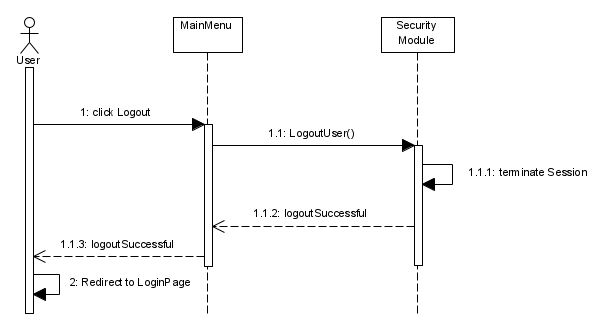 MainMenu
Security
Module
User
1: click Logout
1.1: LogoutUser()
1.1.1: terminate Session
1.1.2: logoutSuccessful
1.1.3: logoutSuccessful
2: Redirect to LoginPage